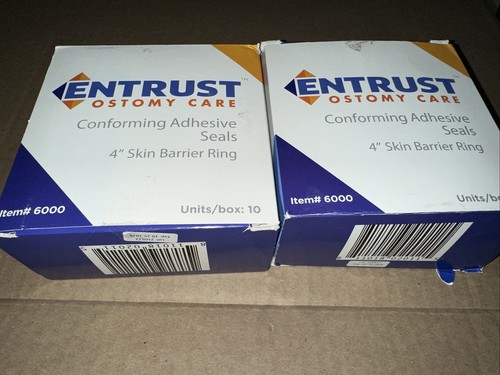 ENTRUST
OSTOMY CARE
Conforming Adhesive
Seals
4" Skin Barrier Ring
Item# 6000
Units/box: 10
ENTRUST
OSTOMY CARE
Conforming Adhesive
Seals
4" Skin Barrier Ring
Item# 6000
Units/bo